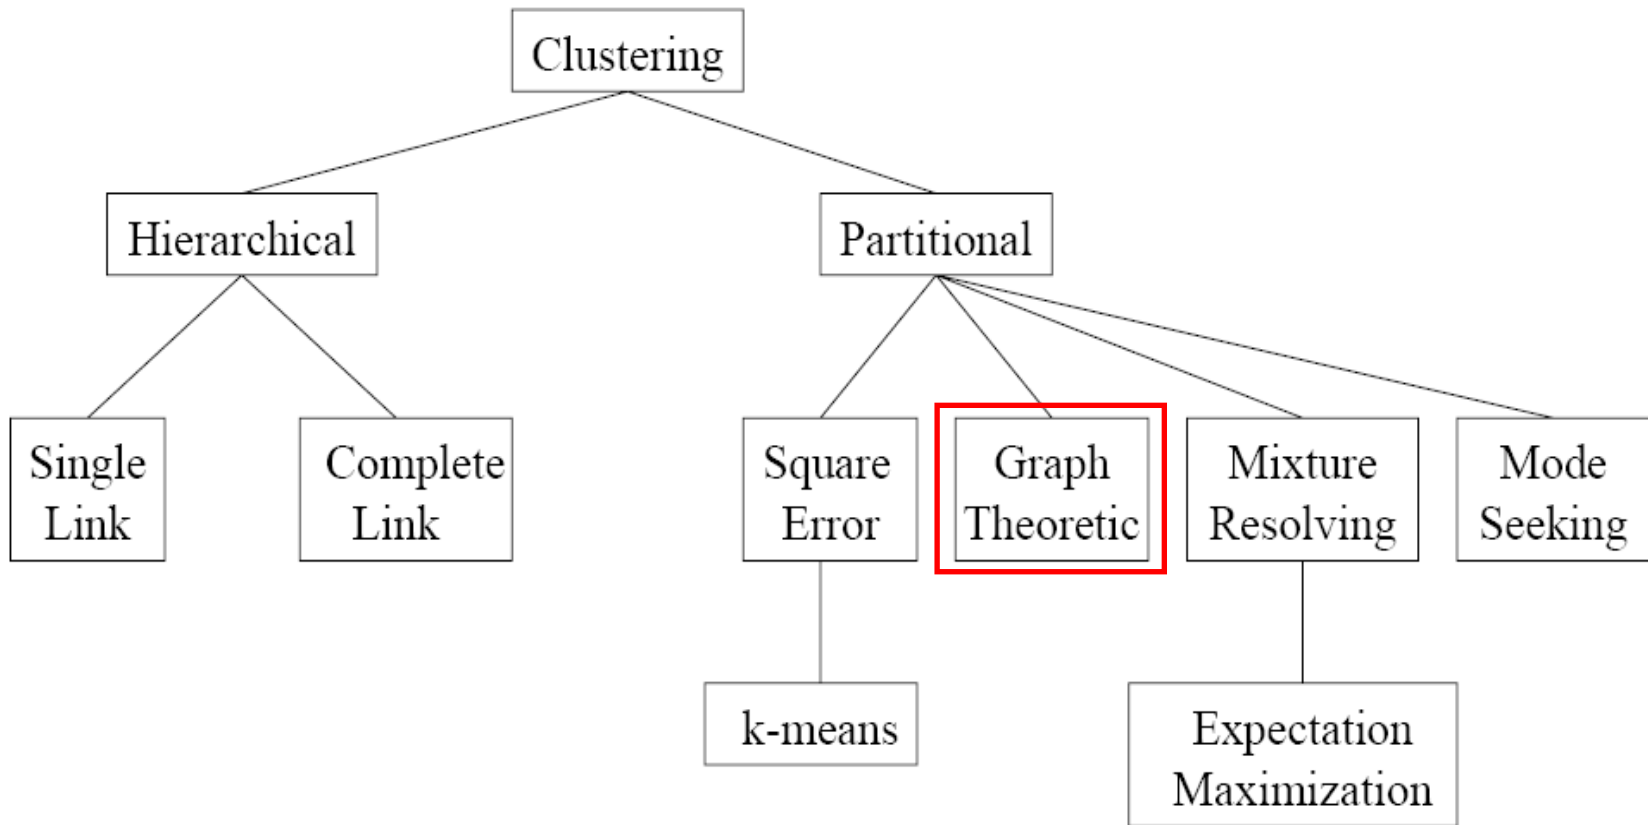 Clustering
Hierarchical
Partitional
Single
Link
Complete
Link
Square
Error
Graph
Theoretic
Mixture
Resolving
Mode
Seeking
k-means
Expectation
Maximization